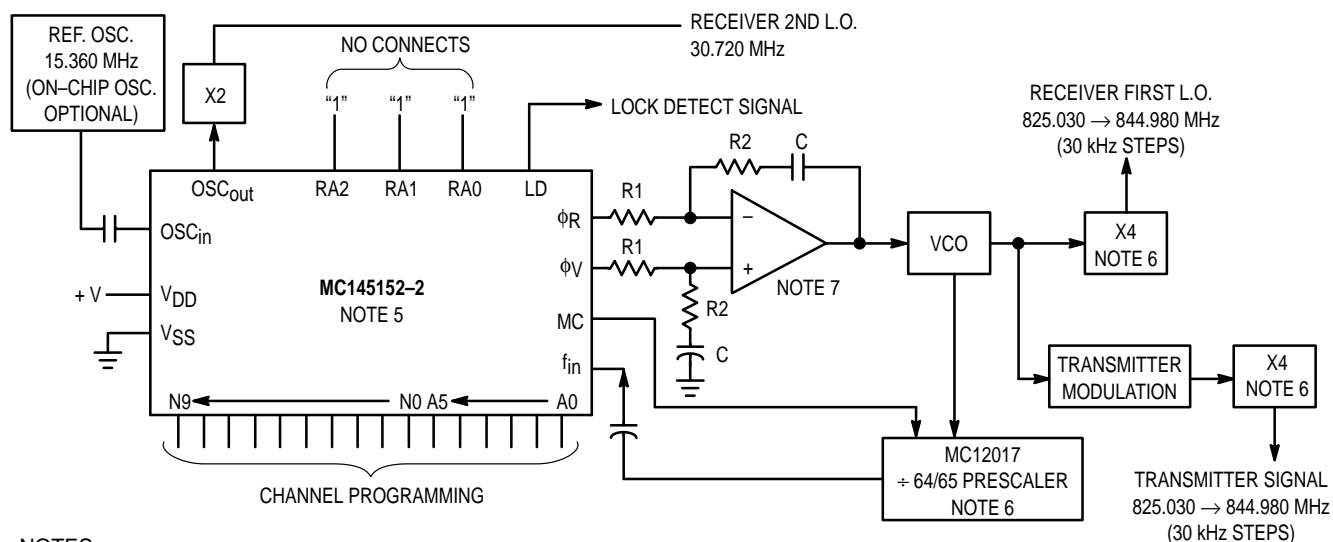 REF. OSC.
15.360 MHz
(ON–CHIP OSC.
OPTIONAL)
X2
NO CONNECTS
"1"
"1"
"1"
RECEIVER 2ND L.O.
30.720 MHz
LOCK DETECT SIGNAL
RECEIVER FIRST L.O.
825.030 → 844.980 MHz
(30 kHz STEPS)
OSCout
RA2
RA1
RA0
LD
OSCin
+ V
VDD
VSS
MC145152–2
NOTE 5
ϕR
ϕV
MC
fin
N9
N0
A5
A0
CHANNEL PROGRAMMING
R1
R1
R2
C
–
+
NOTE 7
R2
C
VCO
X4
NOTE 6
TRANSMITTER
MODULATION
X4
NOTE 6
MC12017
÷ 64/65 PRESCALER
NOTE 6
TRANSMITTER SIGNAL
825.030 → 844.980 MHz
(30 kHz STEPS)